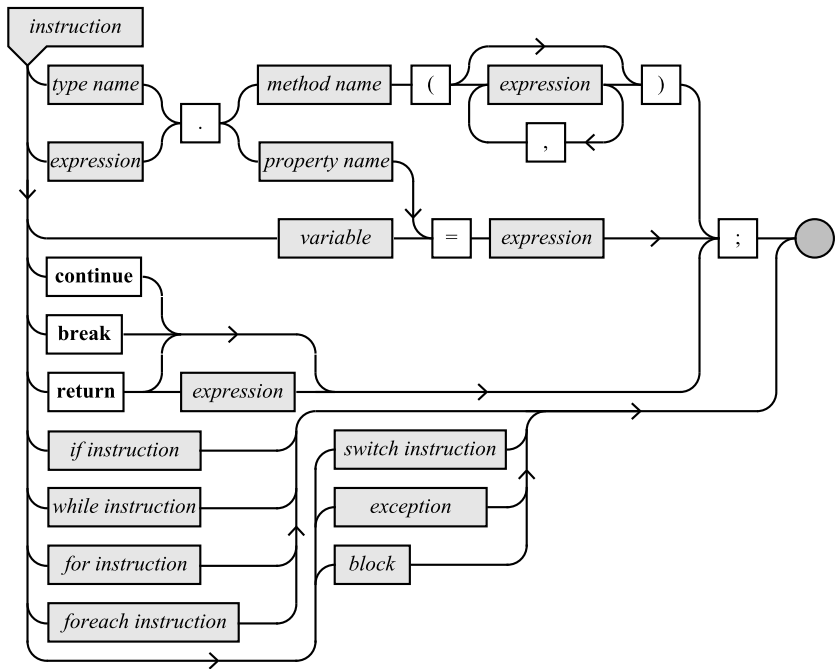 instruction
type name method name ( expression )
.
,
expression property name
variable = expression ;
continue
break
return expression
if instruction switch instruction
while instruction exception
for instruction block
foreach instruction